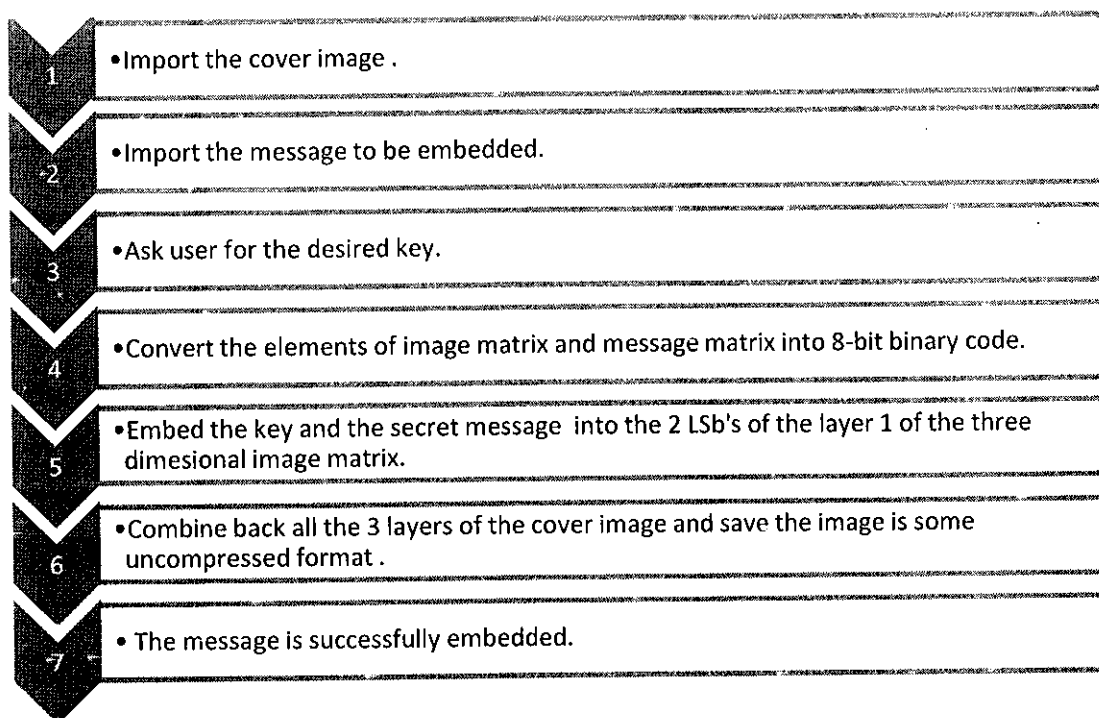 1
•Import the cover image .
2
•Import the message to be embedded.
3
•Ask user for the desired key.
4
•Convert the elements of image matrix and message matrix into 8-bit binary code.
5
•Embed the key and the secret message into the 2 LSb's of the layer 1 of the three
dimesional image matrix.
6
•Combine back all the 3 layers of the cover image and save the image is some
uncompressed format .
7
• The message is successfully embedded.